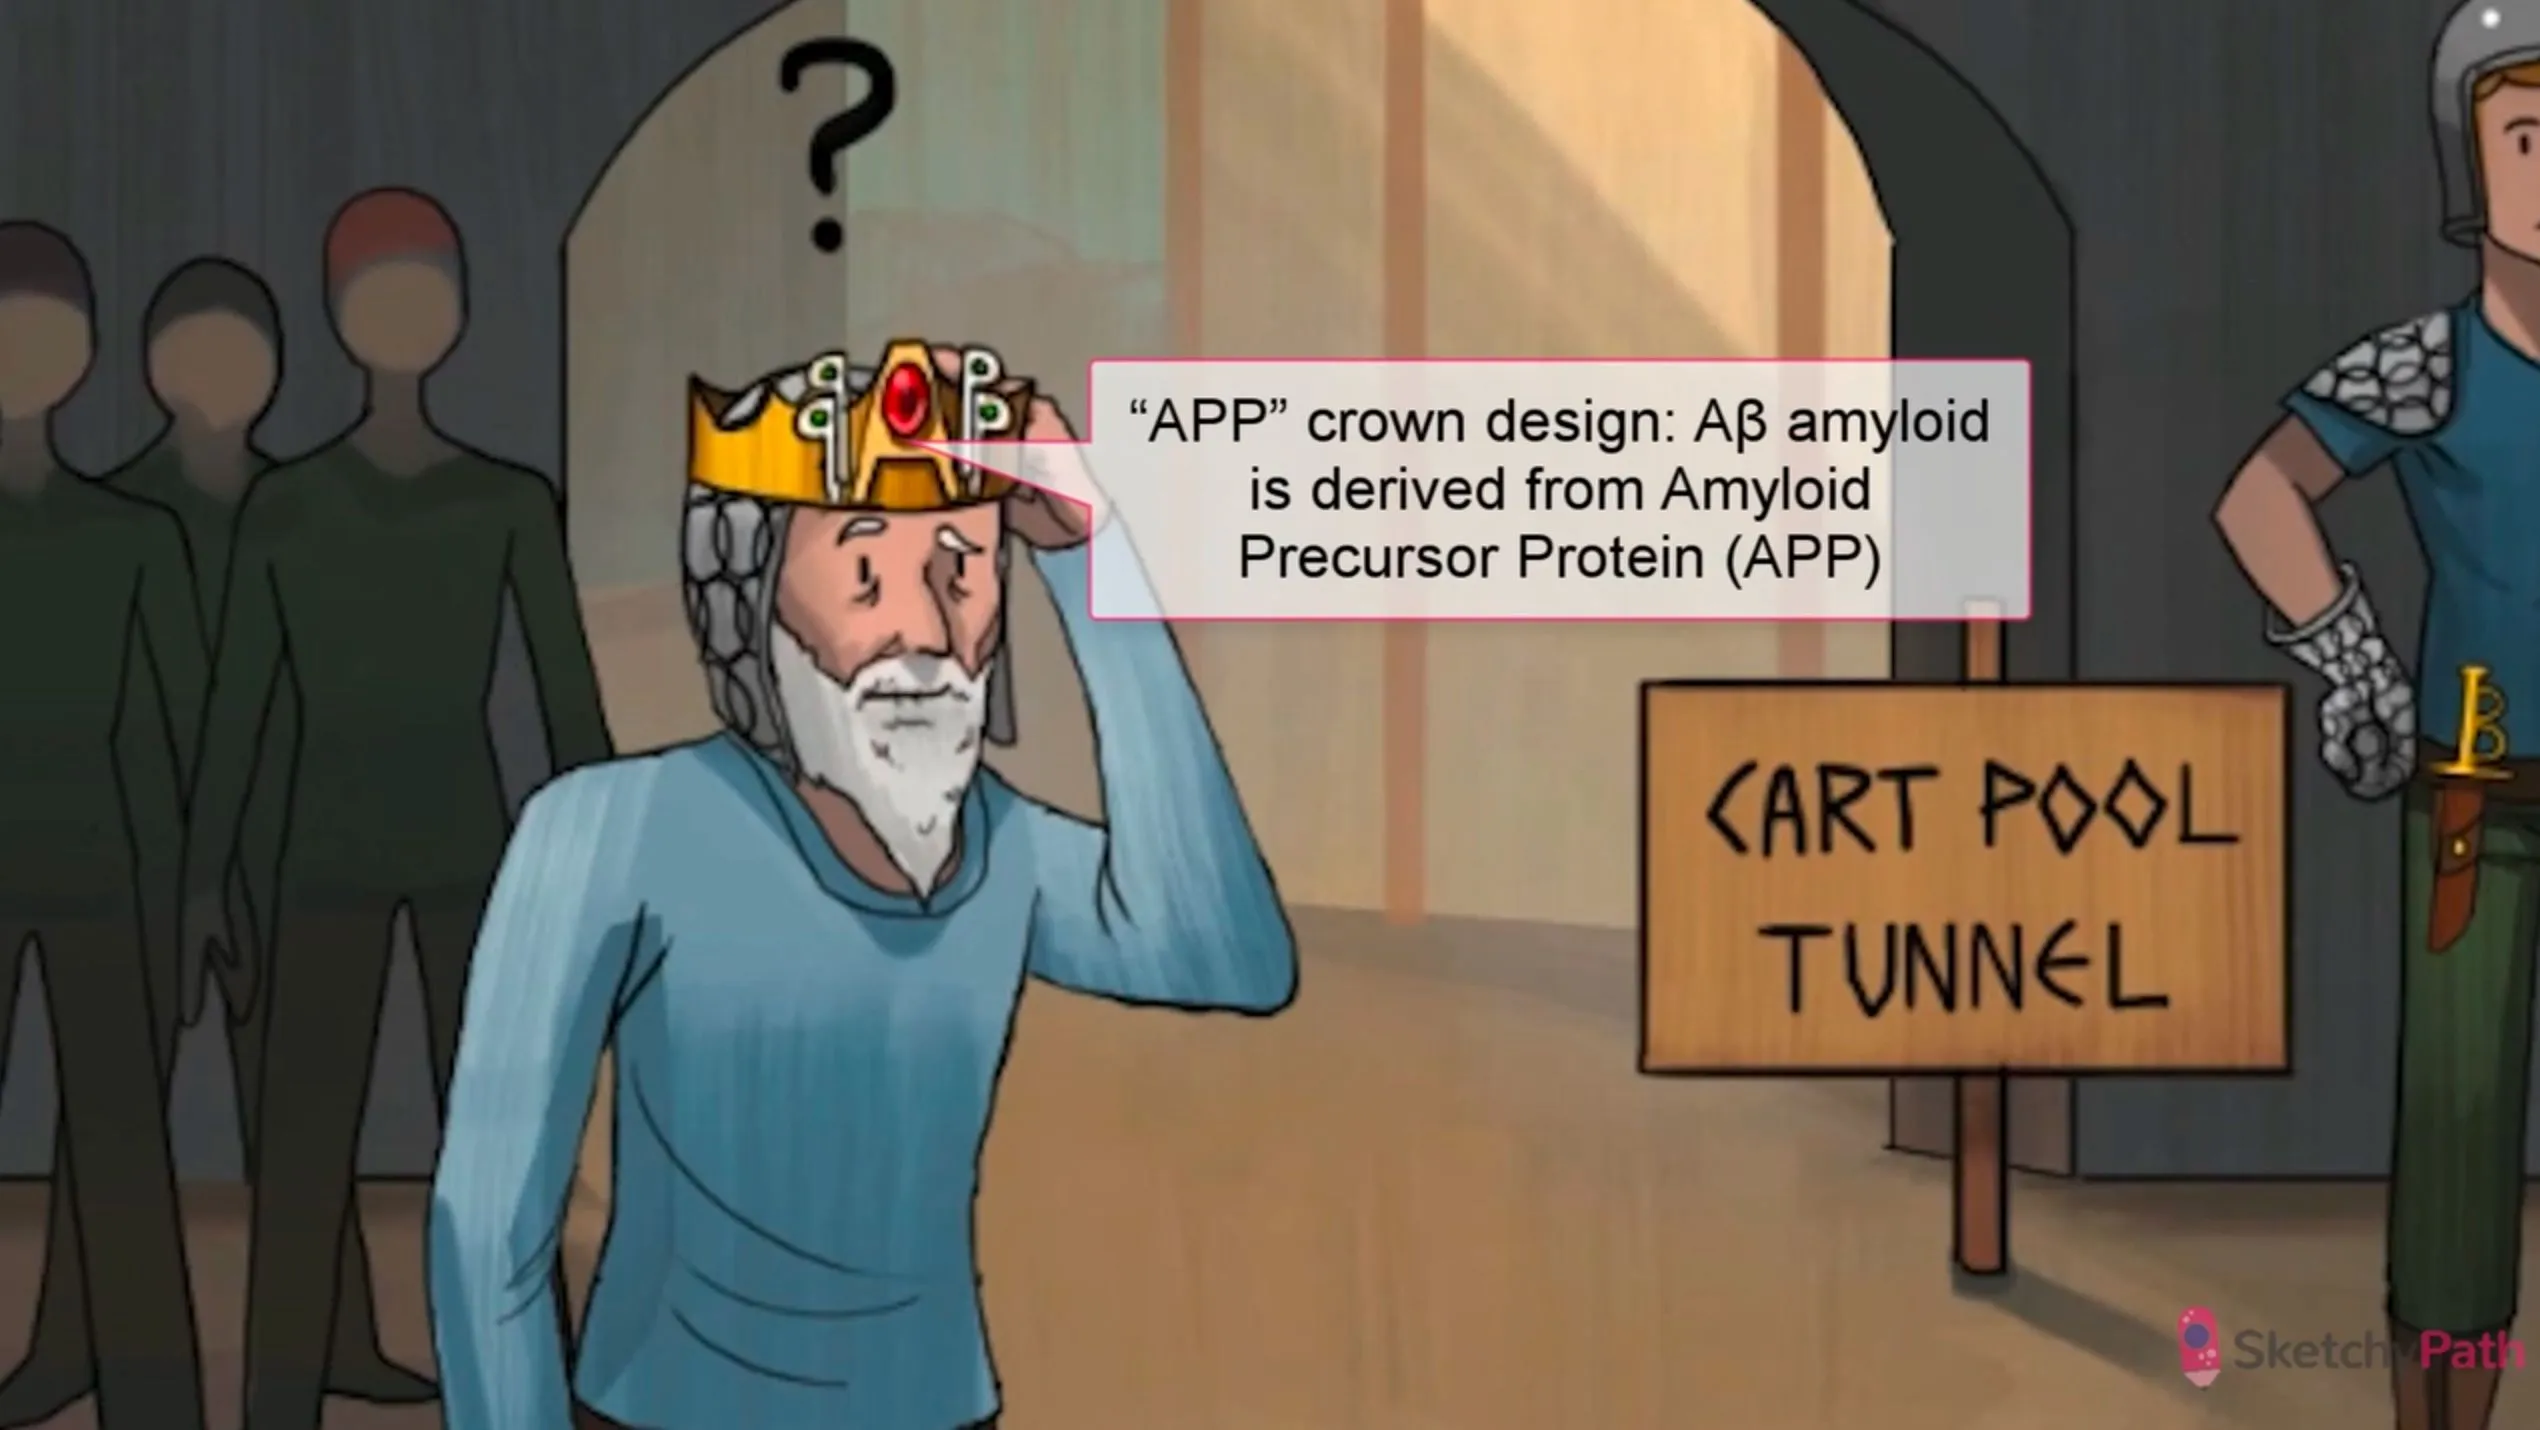 ?
“APP” crown design: Aβ amyloid
is derived from Amyloid
Precursor Protein (APP)
CART POOL
TUNNEL
SketchyPath